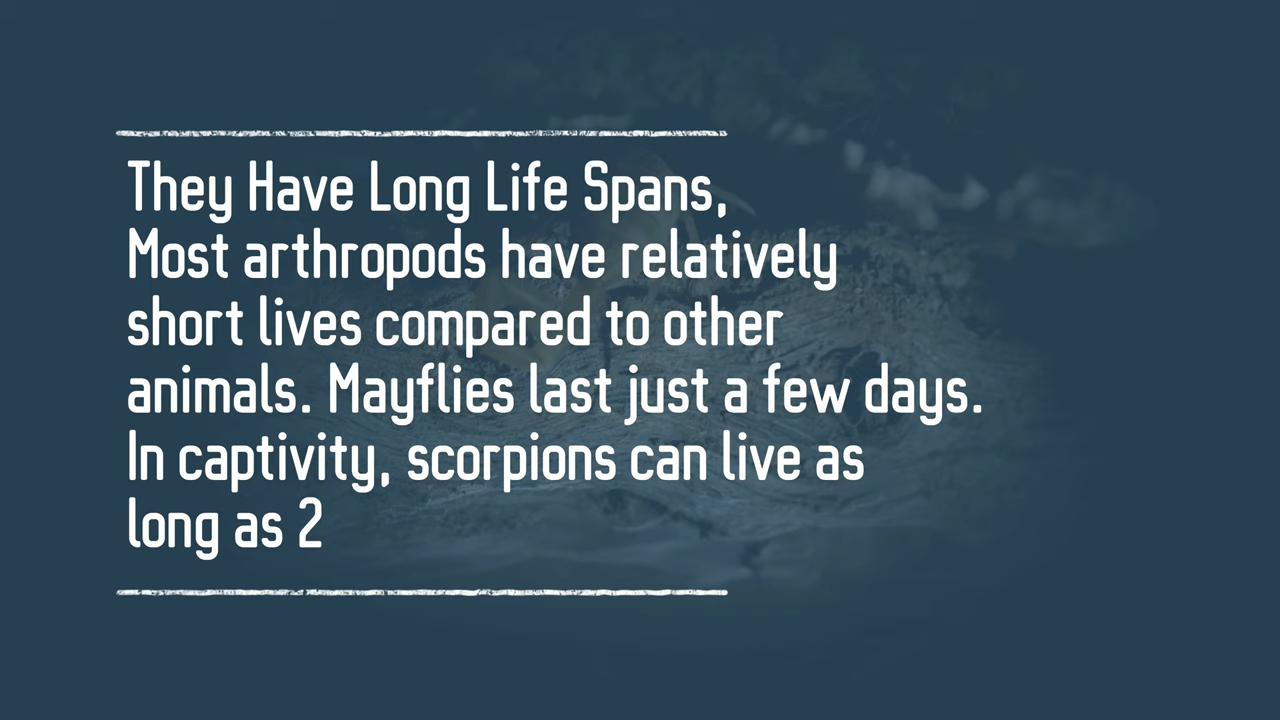 They Have Long Life Spans,
Most arthropods have relatively
short lives compared to other
animals. Mayflies last just a few days.
In captivity, scorpions can live as
long as 2